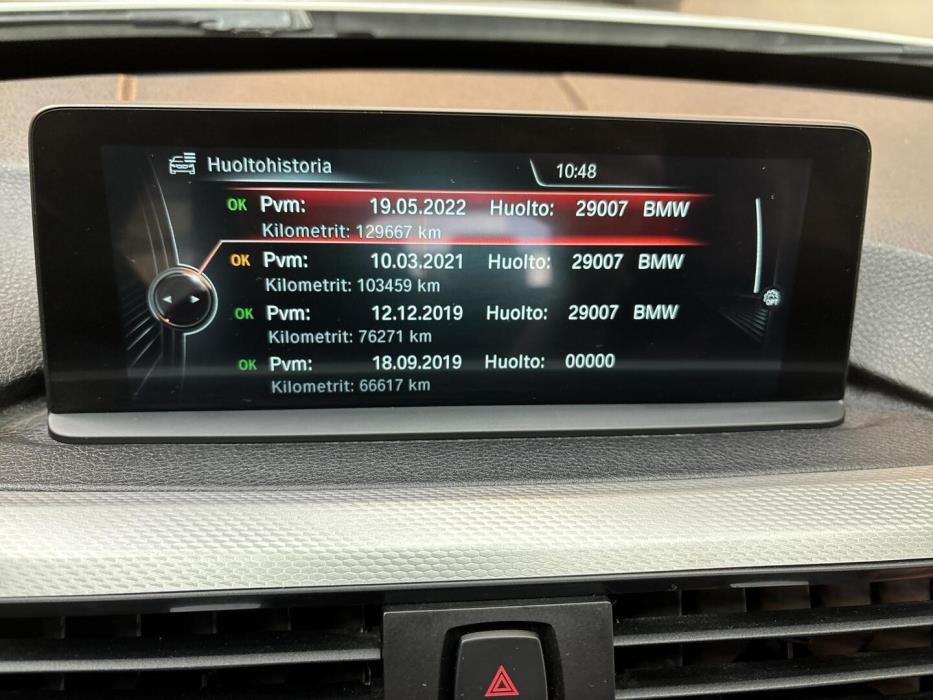 Huoltohistoria 10:48
OK Pvm: 19.05.2022 Huolto: 29007 BMW
Kilometrit: 129667 km
OK Pvm: 10.03.2021 Huolto: 29007 BMW
Kilometrit: 103459 km
OK Pvm: 12.12.2019 Huolto: 29007 BMW
Kilometrit: 76271 km
OK Pvm: 18.09.2019 Huolto: 00000
Kilometrit: 66617 km